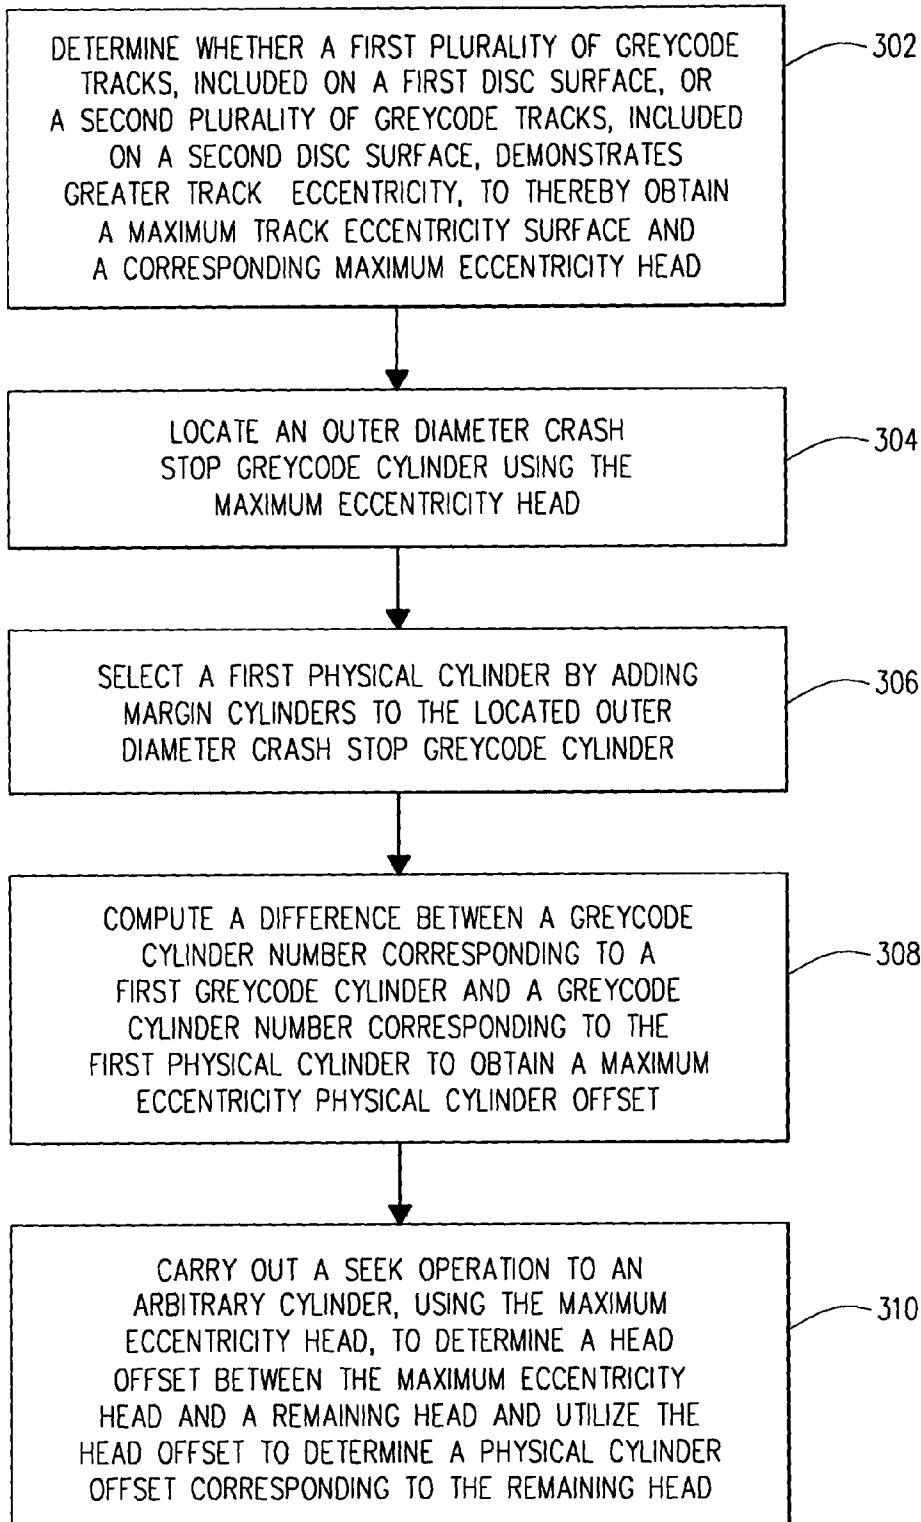 DETERMINE WHETHER A FIRST PLURALITY OF GREYCODE
TRACKS, INCLUDED ON A FIRST DISC SURFACE, OR
A SECOND PLURALITY OF GREYCODE TRACKS, INCLUDED
ON A SECOND DISC SURFACE, DEMONSTRATES
GREATER TRACK ECCENTRICITY, TO THEREBY OBTAIN
A MAXIMUM TRACK ECCENTRICITY SURFACE AND
A CORRESPONDING MAXIMUM ECCENTRICITY HEAD
302
LOCATE AN OUTER DIAMETER CRASH
STOP GREYCODE CYLINDER USING THE
MAXIMUM ECCENTRICITY HEAD
304
SELECT A FIRST PHYSICAL CYLINDER BY ADDING
MARGIN CYLINDERS TO THE LOCATED OUTER
DIAMETER CRASH STOP GREYCODE CYLINDER
306
COMPUTE A DIFFERENCE BETWEEN A GREYCODE
CYLINDER NUMBER CORRESPONDING TO A
FIRST GREYCODE CYLINDER AND A GREYCODE
CYLINDER NUMBER CORRESPONDING TO THE
FIRST PHYSICAL CYLINDER TO OBTAIN A MAXIMUM
ECCENTRICITY PHYSICAL CYLINDER OFFSET
308
CARRY OUT A SEEK OPERATION TO AN
ARBITRARY CYLINDER, USING THE MAXIMUM
ECCENTRICITY HEAD, TO DETERMINE A HEAD
OFFSET BETWEEN THE MAXIMUM ECCENTRICITY
HEAD AND A REMAINING HEAD AND UTILIZE THE
HEAD OFFSET TO DETERMINE A PHYSICAL CYLINDER
OFFSET CORRESPONDING TO THE REMAINING HEAD
310